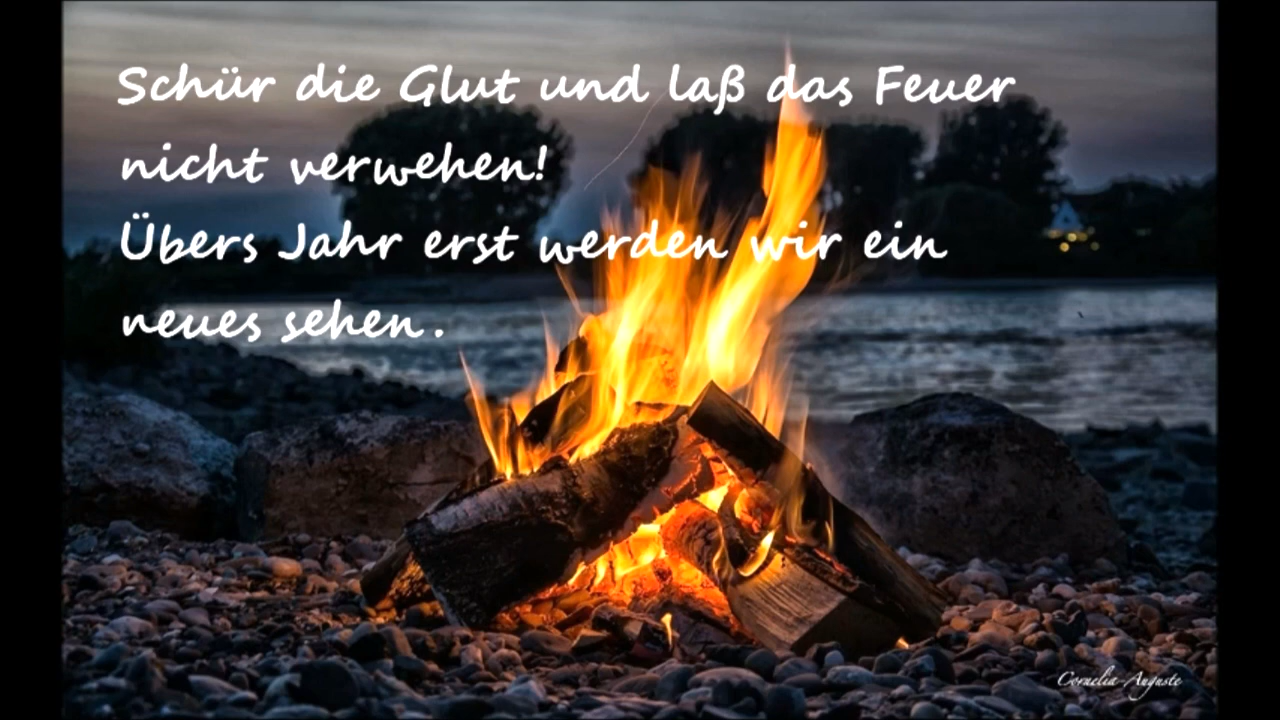 Schür die Glut und laß das Feuer
nicht verwehen!
Übers Jahr erst werden wir ein
neues sehen.
Cornelia-Auguste